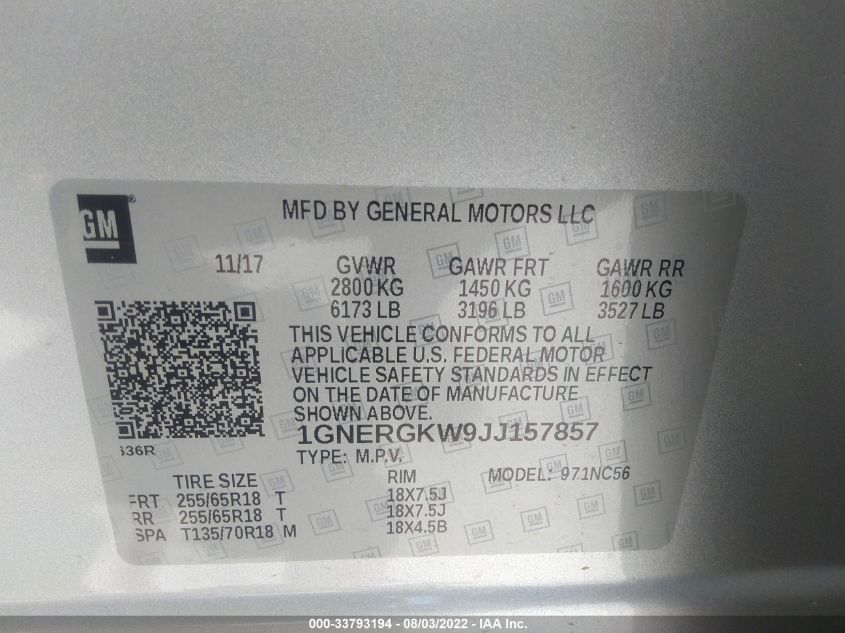 GM
MFD BY GENERAL MOTORS LLC
11/17 GVWR GAWR FRT GAWR RR
2800 KG 1450 KG 1600 KG
6173 LB 3196 LB 3527 LB
THIS VEHICLE CONFORMS TO ALL
APPLICABLE U.S. FEDERAL MOTOR
VEHICLE SAFETY STANDARDS IN EFFECT
ON THE DATE OF MANUFACTURE
SHOWN ABOVE.
1GNERGKW9JJ157857
TYPE: M.P.V. MODEL: 971NC56
TIRE SIZE RIM
FRT 255/65R18 T 18X7.5J
RR 255/65R18 T 18X7.5J
SPA T135/70R18 M 18X4.5B
000-33793194 - 08/03/2022 - IAA Inc.